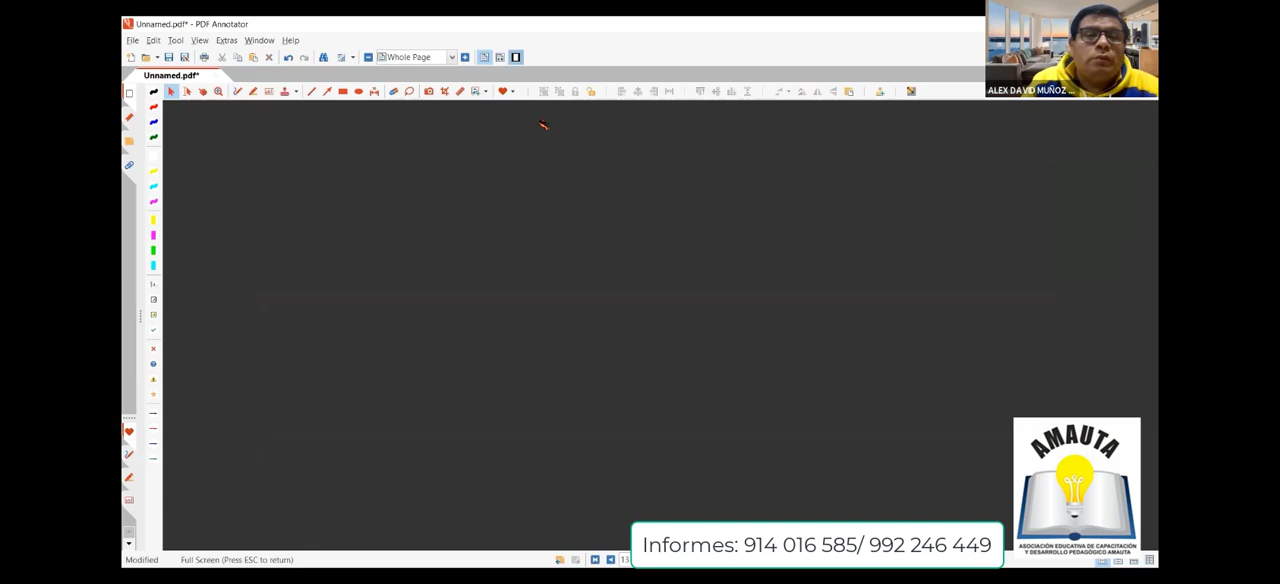 Unnamed.pdf* - PDF Annotator
File Edit Tool View Extras Window Help
Whole Page
Unnamed.pdf*
ALEX DAVID MUÑOZ ...
AMAUTA
ASOCIACIÓN EDUCATIVA DE CAPACITACIÓN
Y DESARROLLO PEDAGÓGICO AMAUTA
Informes: 914 016 585/ 992 246 449
Modified Full Screen (Press ESC to return) 13